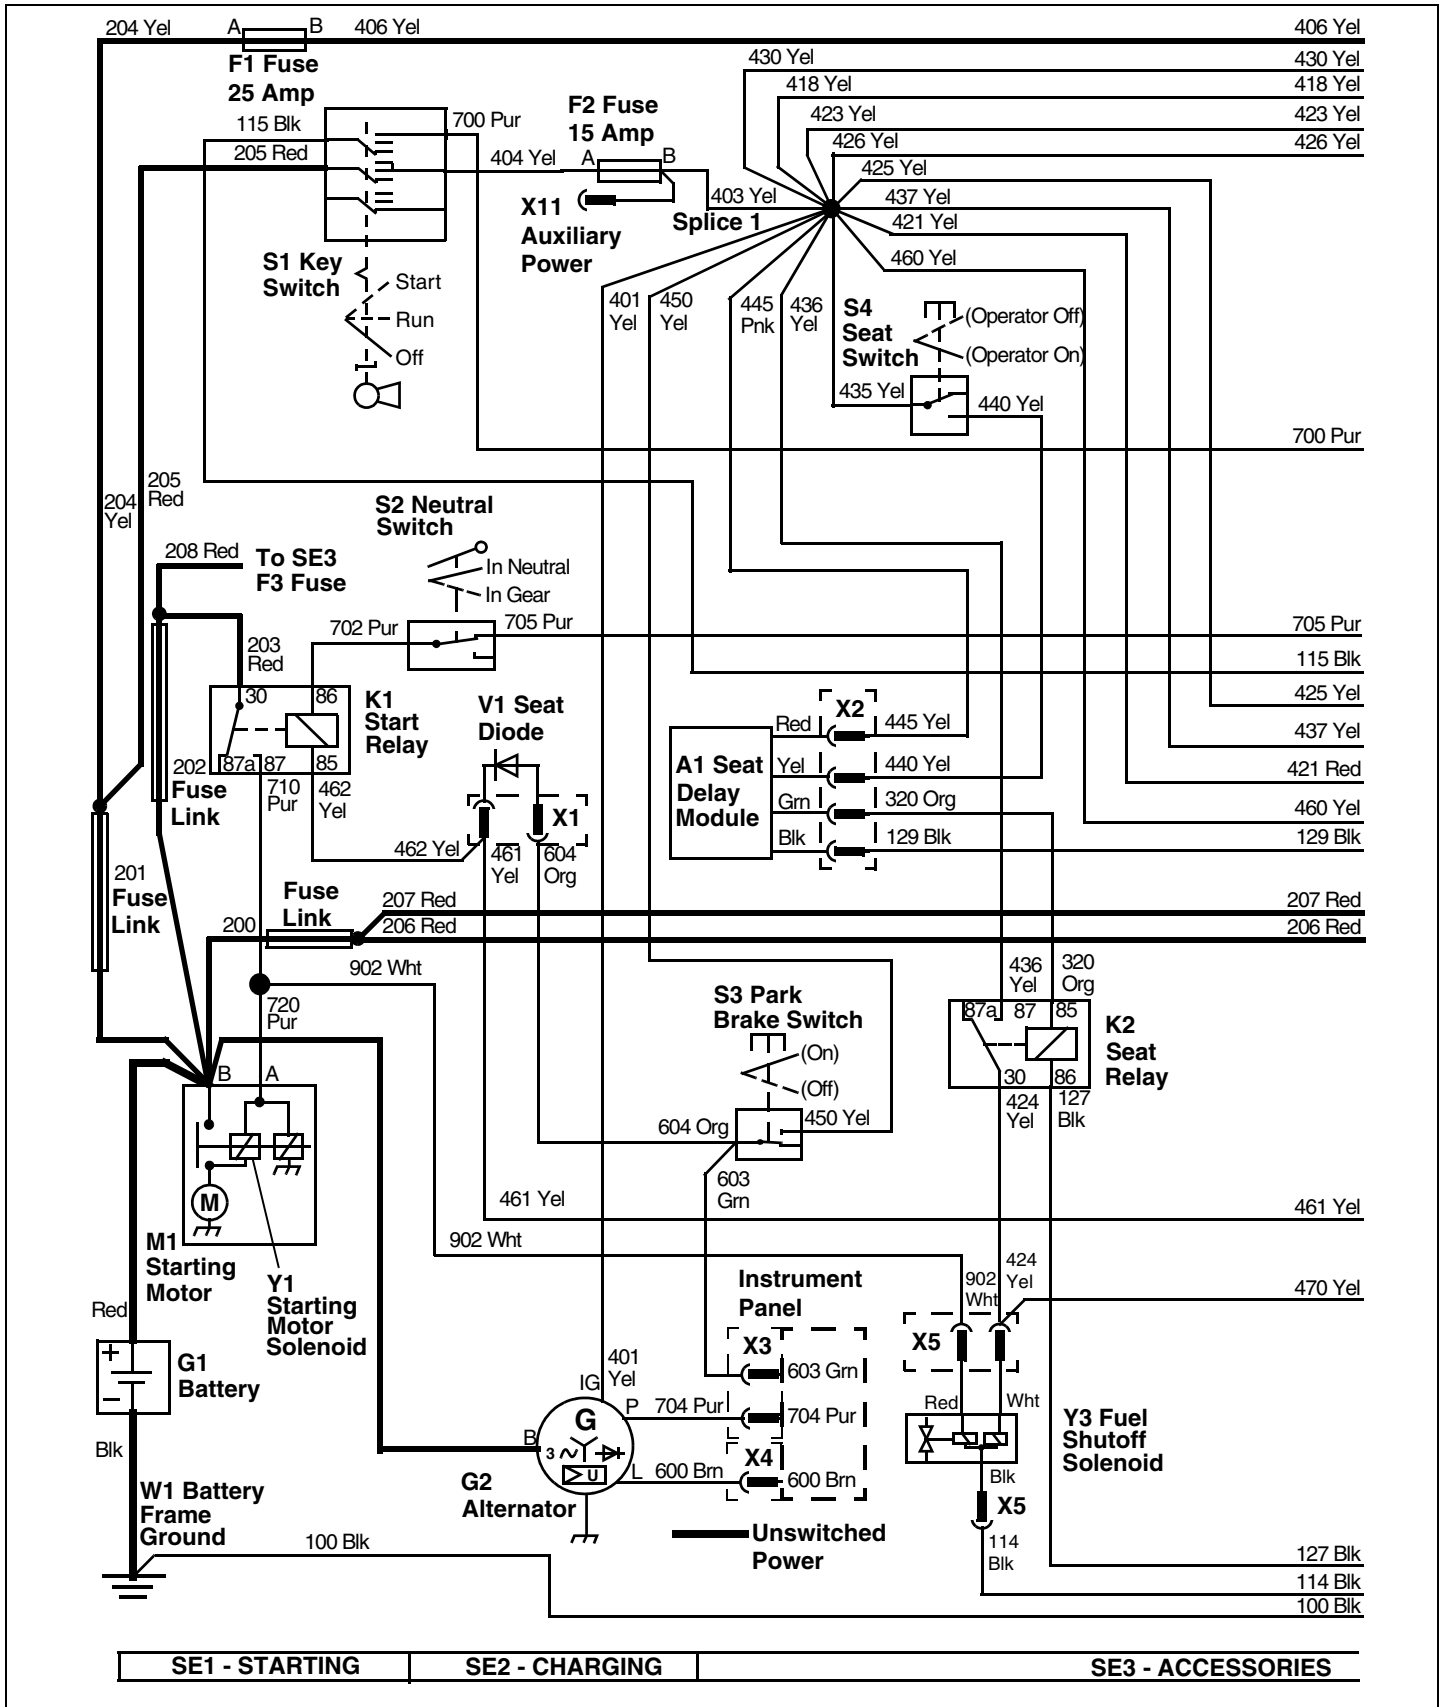 204 Yel
A
B
406 Yel
406 Yel
F1 Fuse
25 Amp
430 Yel
430 Yel
418 Yel
418 Yel
423 Yel
423 Yel
426 Yel
426 Yel
115 Blk
205 Red
700 Pur
F2 Fuse
15 Amp
404 Yel
A
B
425 Yel
403 Yel
437 Yel
X11
Auxiliary
Power
Splice 1
421 Yel
460 Yel
S1 Key
Switch
Start
Run
Off
401
Yel
450
Yel
445
Pnk
436
Yel
S4
Seat
Switch
(Operator Off)
(Operator On)
435 Yel
440 Yel
700 Pur
205
Red
204
Yel
S2 Neutral
Switch
208 Red
To SE3
F3 Fuse
In Neutral
In Gear
702 Pur
705 Pur
705 Pur
203
Red
115 Blk
30
86
K1
Start
Relay
87a
87
85
V1 Seat
Diode
X2
425 Yel
Red
445 Yel
437 Yel
202
Fuse
Link
710
Pur
462
Yel
A1 Seat
Delay
Module
Yel
440 Yel
421 Red
X1
Grn
320 Org
460 Yel
Blk
129 Blk
129 Blk
462 Yel
461
Yel
604
Org
201
Fuse
Link
Fuse
Link
200
207 Red
207 Red
206 Red
206 Red
902 Wht
436
Yel
320
Org
720
Pur
S3 Park
Brake Switch
(On)
(Off)
87a
87
85
K2
Seat
Relay
30
86
B
A
424
Yel
127
Blk
604 Org
450 Yel
603
Grn
M
461 Yel
461 Yel
902 Wht
M1
Starting
Motor
Y1
Starting
Motor
Solenoid
Instrument
Panel
902
Wht
424
Yel
470 Yel
Red
X3
X5
G1
Battery
401
Yel
603 Grn
IG
P
704 Pur
704 Pur
Red
Wht
G
B
3
U
Y3 Fuel
Shutoff
Solenoid
Blk
X4
G2
Alternator
L
600 Brn
600 Brn
Blk
X5
W1 Battery
Frame
Ground
Unswitched
Power
100 Blk
114
Blk
127 Blk
114 Blk
100 Blk
SE1 - STARTING
SE2 - CHARGING
SE3 - ACCESSORIES